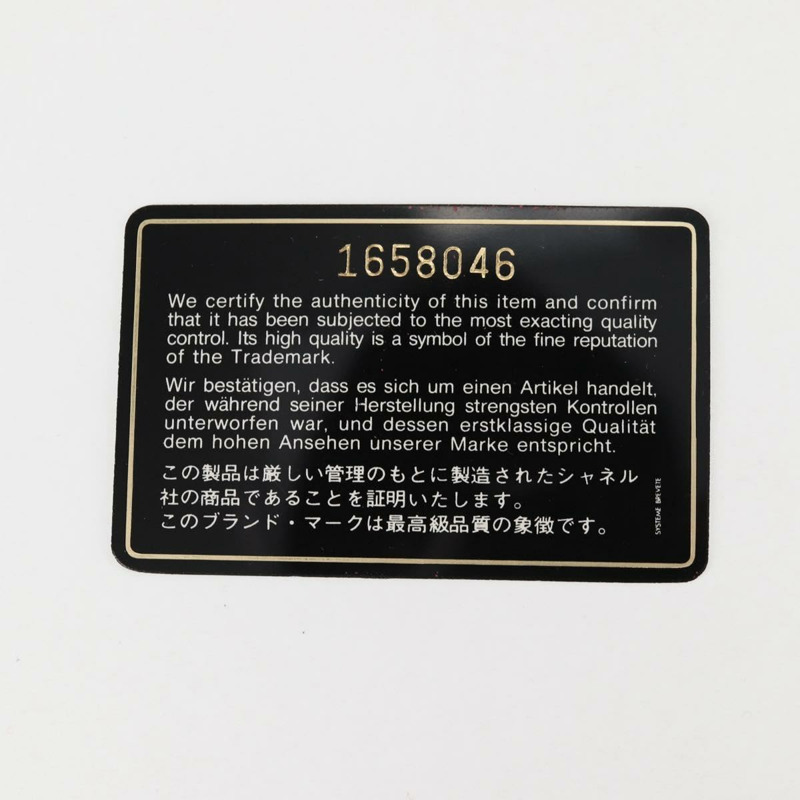 1658046
We certify the authenticity of this item and confirm
that it has been subjected to the most exacting quality
control. Its high quality is a symbol of the fine reputation
of the Trademark.
Wir bestätigen, dass es sich um einen Artikel handelt,
der während seiner Herstellung strengsten Kontrollen
unterworfen war, und dessen erstklassige Qualität
dem hohen Ansehen unserer Marke entspricht.
この製品は厳しい管理のもとに製造されたシャネル
社の商品であることを証明いたします。
このブランド・マークは最高級品質の象徴です。
SYSTEME BREVETE